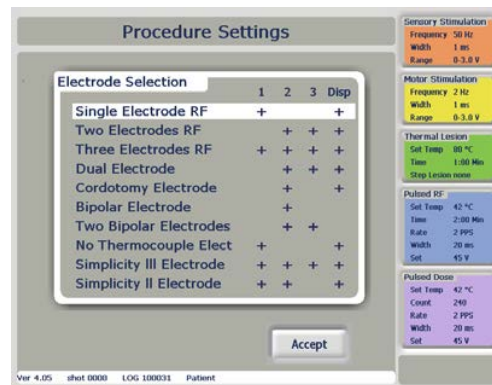 Procedure Settings
Electrode Selection
1 2 3 Disp
Single Electrode RF + +
Two Electrodes RF + + +
Three Electrodes RF + + + +
Dual Electrode + + +
Cordotomy Electrode + +
Bipolar Electrode +
Two Bipolar Electrodes + +
No Thermocouple Elect + +
Simplicity lll Electrode + + + +
Simplicity ll Electrode + + +
Accept
Ver 4.05 shot 0000 LOG 100031 Patient
Sensory Stimulation
Frequency 50 Hz
Width 1 ms
Range 0-3.0 V
Motor Stimulation
Frequency 2 Hz
Width 1 ms
Range 0-3.0 V
Thermal Lesion
Set Temp 80 °C
Time 1:00 Min
Step Lesion none
Pulsed RF
Set Temp 42 °C
Time 2:00 Min
Rate 2 PPS
Width 20 ms
Set 45 V
Pulsed Dose
Set Temp 42 °C
Count 240
Rate 2 PPS
Width 20 ms
Set 45 V